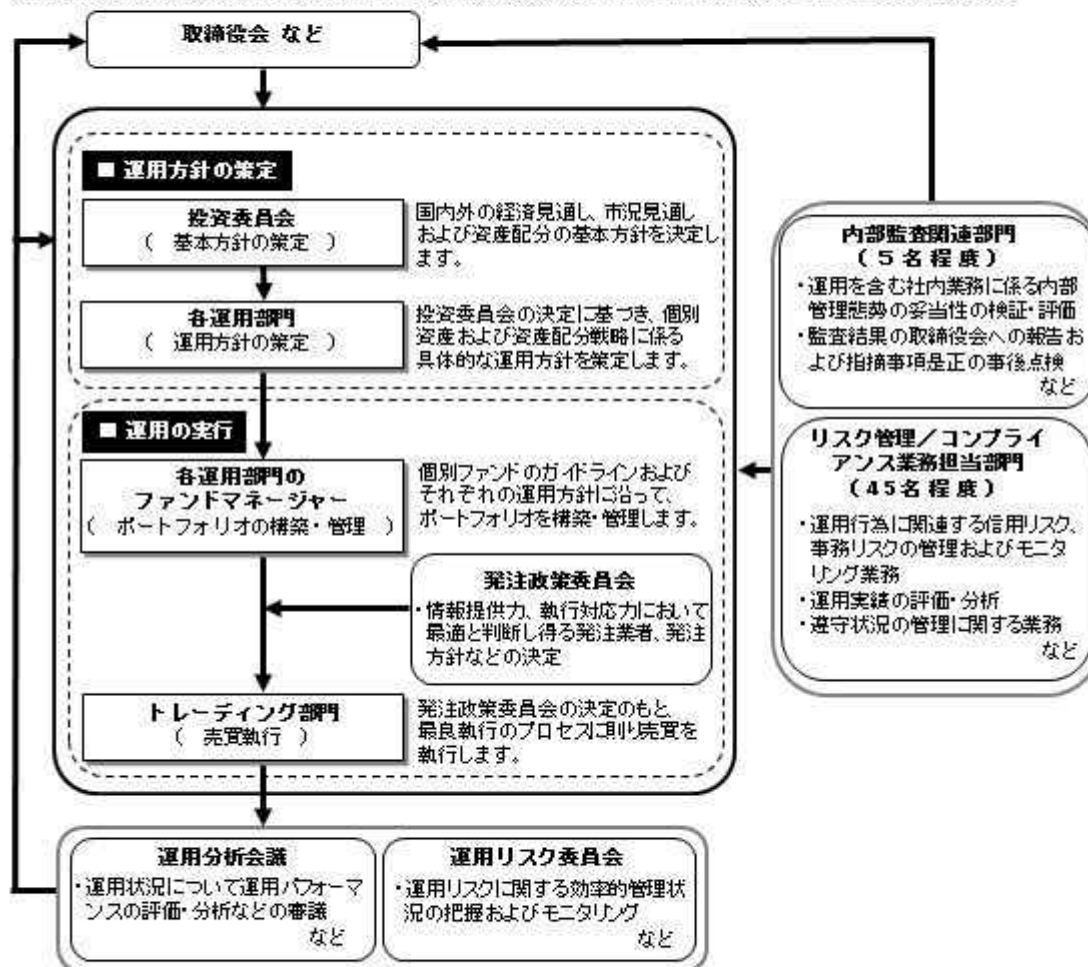 取締役会 など
■ 運用方針の策定
投資委員会
( 基本方針の策定 )
国内外の経済見通し、市況見通し
および資産配分の基本方針を決定し
ます。
各運用部門
( 運用方針の策定 )
投資委員会の決定に基づき、個別
資産および資産配分戦略に係る
具体的な運用方針を策定します。
■ 運用の実行
各運用部門の
ファンドマネージャー
( ポートフォリオの構築・管理 )
個別ファンドのガイドラインおよび
それぞれの運用方針に沿って、
ポートフォリオを構築・管理します。
発注政策委員会
・情報提供力、執行対応力において
最適と判断し得る発注業者、発注
方針などの決定
トレーディング部門
( 売買執行 )
発注政策委員会の決定のもと、
最良執行のプロセスに則り売買を
執行します。
運用分析会議
・運用状況について運用パフォーマ
ンスの評価・分析などの審議
など
運用リスク委員会
・運用リスクに関する効率的管理状
況の把握およびモニタリング
など
内部監査関連部門
(5名程度)
・運用を含む社内業務に係る内部
管理態勢の妥当性の検証・評価
・監査結果の取締役会への報告お
よび指摘事項是正の事後点検
など
リスク管理/コンプライ
アンス業務担当部門
(45名程度)
・運用行為に関連する信用リスク、
事務リスクの管理およびモニタ
リング業務
・運用実績の評価・分析
・遵守状況の管理に関する業務
など